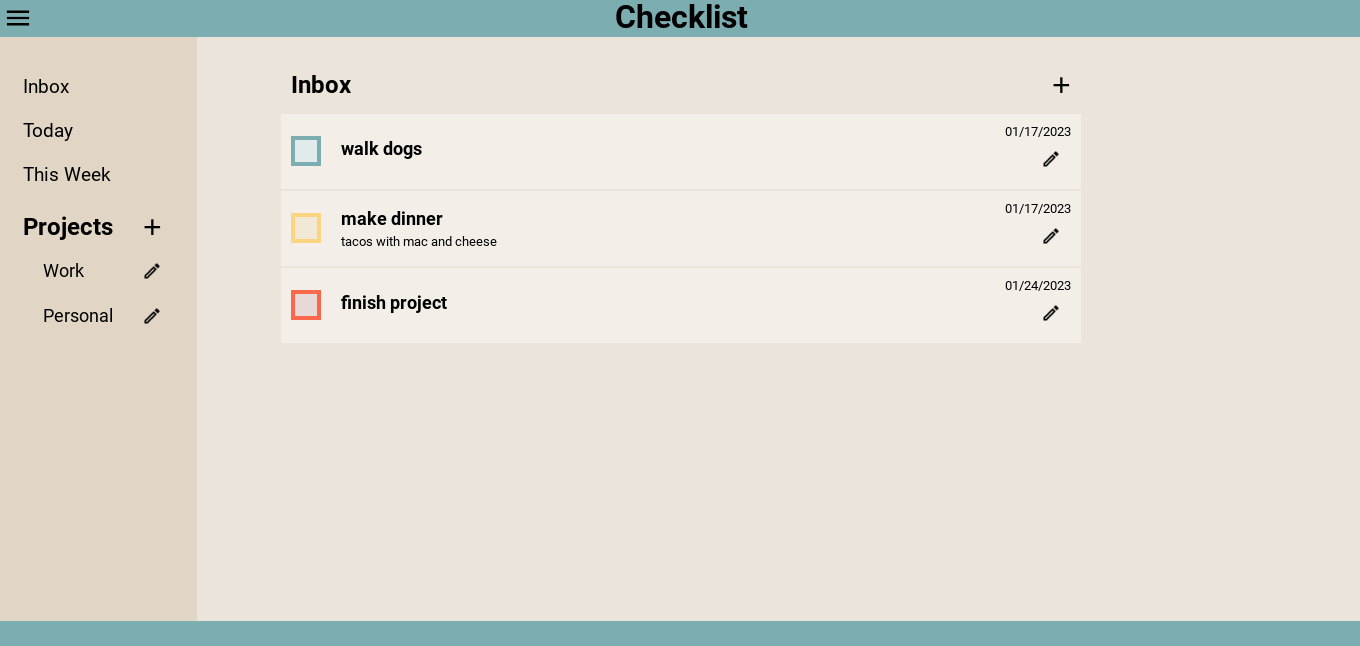 Checklist
Inbox
Today
This Week
Projects
Work
Personal
Inbox
walk dogs
01/17/2023
make dinner
tacos with mac and cheese
01/17/2023
finish project
01/24/2023